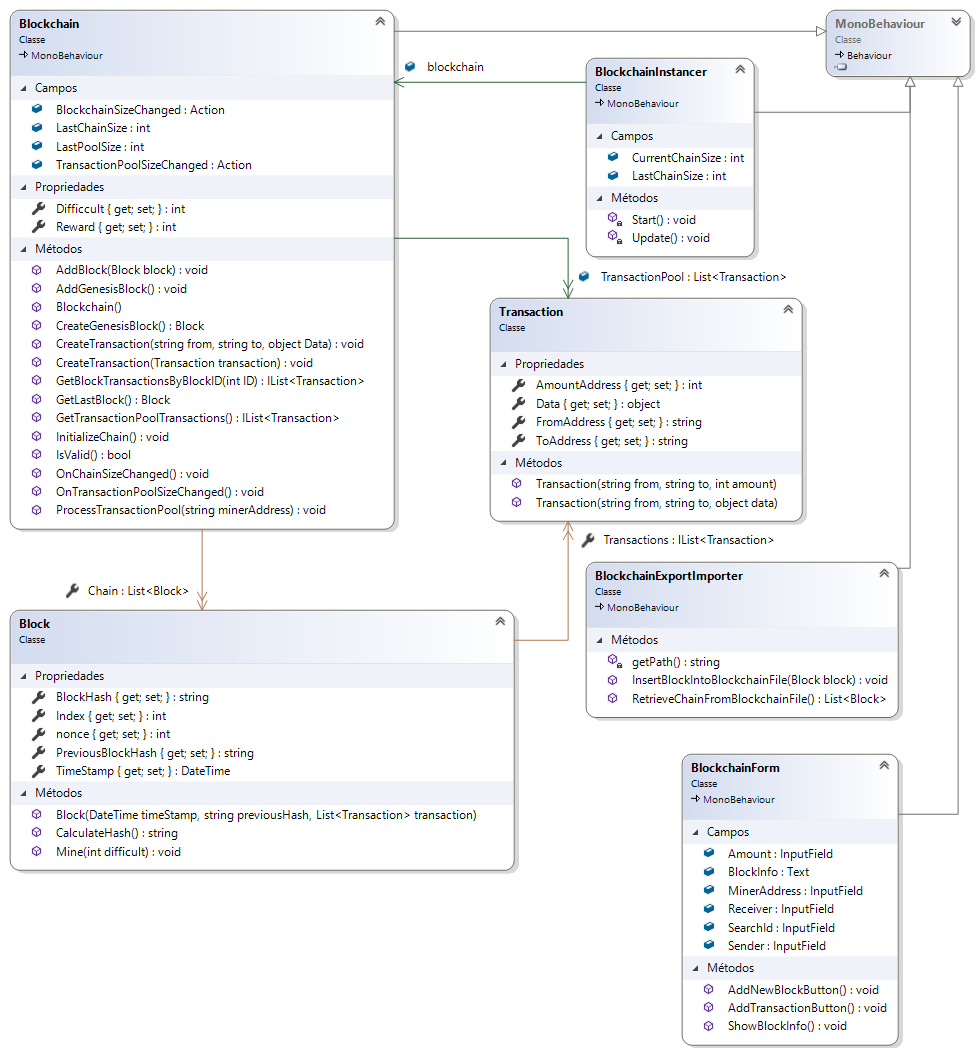 Blockchain
Classe
MonoBehaviour
Campos
BlockchainSizeChanged : Action
LastChainSize : int
LastPoolSize : int
TransactionPoolSizeChanged : Action
Propriedades
Difficcult { get; set; } : int
Reward { get; set; } : int
Métodos
AddBlock(Block block) : void
AddGenesisBlock() : void
Blockchain()
CreateGenesisBlock() : Block
CreateTransaction(string from, string to, object Data) : void
CreateTransaction(Transaction transaction) : void
GetBlockTransactionsByBlockID(int ID) : IList<Transaction>
GetLastBlock() : Block
GetTransactionPoolTransactions() : IList<Transaction>
InitializeChain() : void
IsValid() : bool
OnChainSizeChanged() : void
OnTransactionPoolSizeChanged() : void
ProcessTransactionPool(string minerAddress) : void
blockchain
MonoBehaviour
Classe
Behaviour
BlockchainInstancer
Classe
MonoBehaviour
Campos
CurrentChainSize : int
LastChainSize : int
Métodos
Start() : void
Update() : void
TransactionPool : List<Transaction>
Transaction
Classe
Propriedades
AmountAddress { get; set; } : int
Data { get; set; } : object
FromAddress { get; set; } : string
ToAddress { get; set; } : string
Métodos
Transaction(string from, string to, int amount)
Transaction(string from, string to, object data)
Transactions : IList<Transaction>
Chain : List<Block>
Block
Classe
Propriedades
BlockHash { get; set; } : string
Index { get; set; } : int
nonce { get; set; } : int
PreviousBlockHash { get; set; } : string
TimeStamp { get; set; } : DateTime
Métodos
Block(DateTime timeStamp, string previousHash, List<Transaction> transaction)
CalculateHash() : string
Mine(int difficult) : void
BlockchainExportImporter
Classe
MonoBehaviour
Métodos
getPath() : string
InsertBlockIntoBlockchainFile(Block block) : void
RetrieveChainFromBlockchainFile() : List<Block>
BlockchainForm
Classe
MonoBehaviour
Campos
Amount : InputField
BlockInfo : Text
MinerAddress : InputField
Receiver : InputField
SearchId : InputField
Sender : InputField
Métodos
AddNewBlockButton() : void
AddTransactionButton() : void
ShowBlockInfo() : void